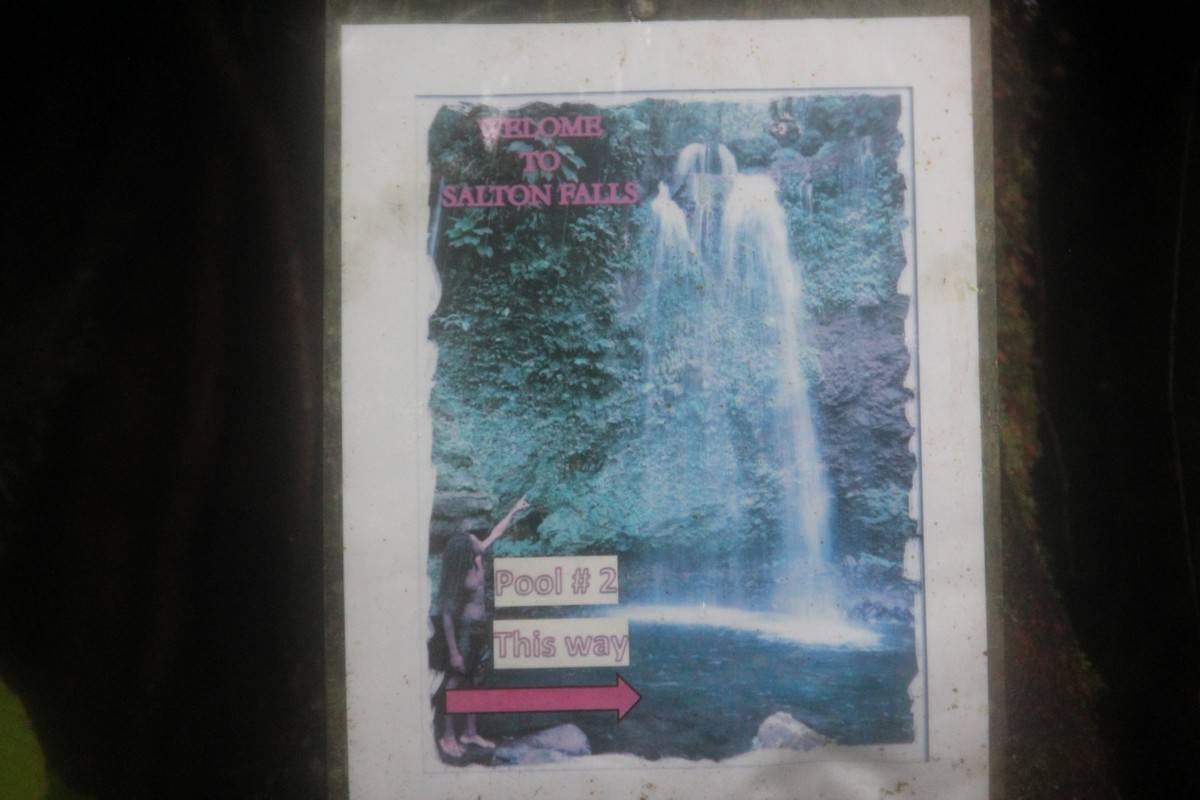 WELOME
TO
SALTON FALLS
Pool # 2
This way